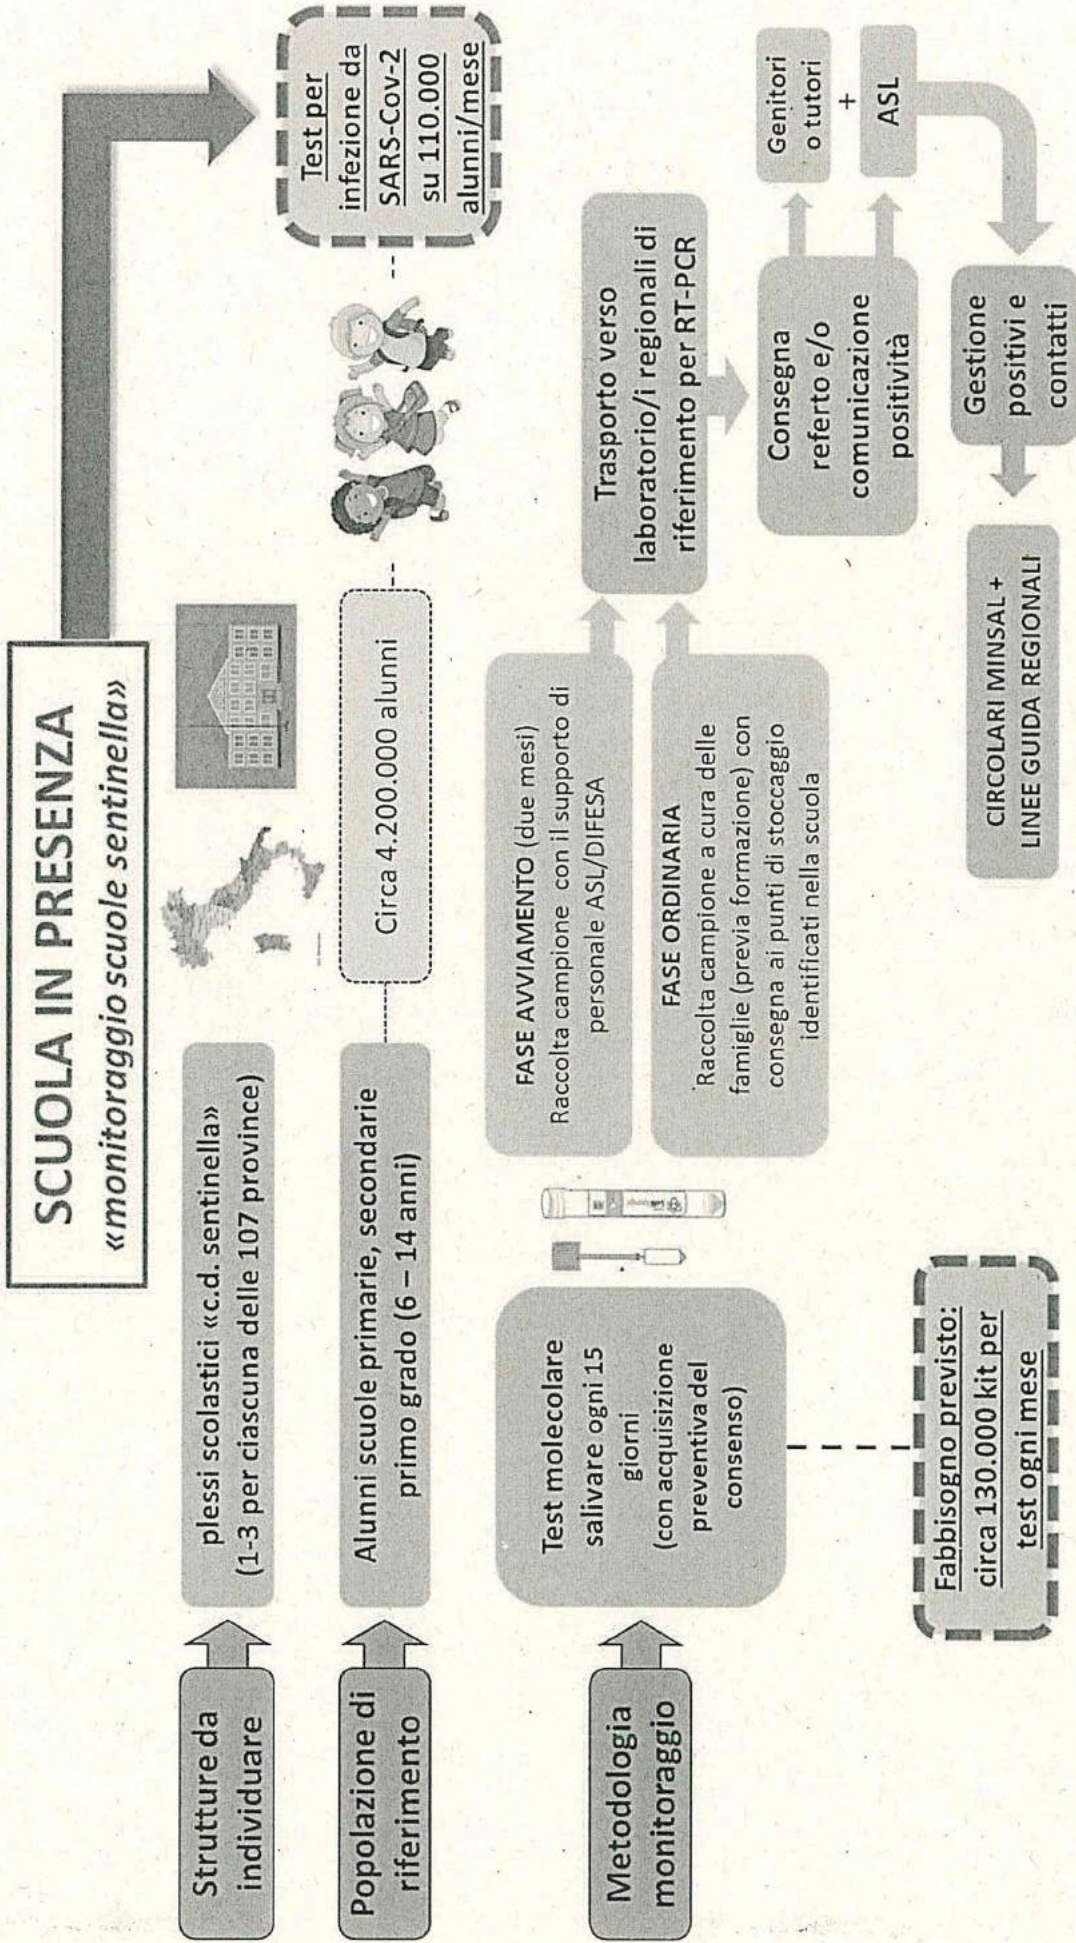 SCUOLA IN PRESENZA
«monitoraggio scuole sentinella»
Strutture da
individuare
plessi scolastici «c.d. sentinella»
(1-3 per ciascuna delle 107 province)
Test per
infezione da
SARS-Cov-2
su 110.000
alunni/mese
Popolazione di
riferimento
Alunni scuole primarie, secondarie
primo grado (6 – 14 anni)
Circa 4.200.000 alunni
Metodologia
monitoraggio
Test molecolare
salivare ogni 15
giorni
(con acquisizione
preventiva del
consenso)
FASE AVVIAMENTO (due mesi)
Raccolta campione con il supporto di
personale ASL/DIFESA
FASE ORDINARIA
Raccolta campione a cura delle
famiglie (previa formazione) con
consegna ai punti di stoccaggio
identificati nella scuola
Trasporto verso
laboratorio/i regionali di
riferimento per RT-PCR
Consegna
referto e/o
comunicazione
positività
Genitori
o tutori
+
ASL
Gestione
positivi e
contatti
CIRCOLARI MINSAL +
LINEE GUIDA REGIONALI
Fabbisogno previsto:
circa 130.000 kit per
test ogni mese